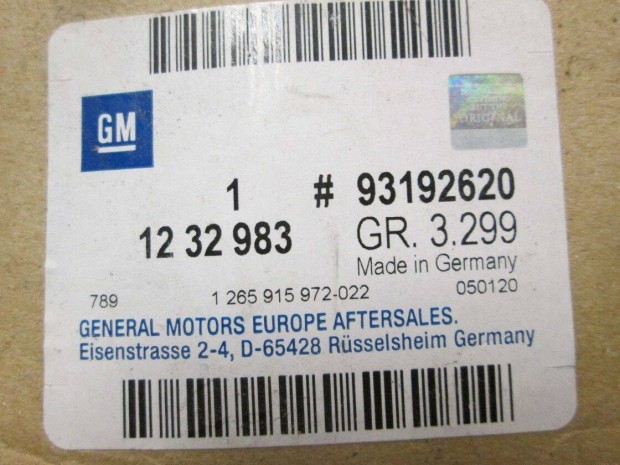 GM
ORIGINAL
1 # 93192620
12 32 983 GR. 3.299
Made in Germany
789 1 265 915 972-022 050120
GENERAL MOTORS EUROPE AFTERSALES.
Eisenstrasse 2-4, D-65428 Rüsselsheim Germany